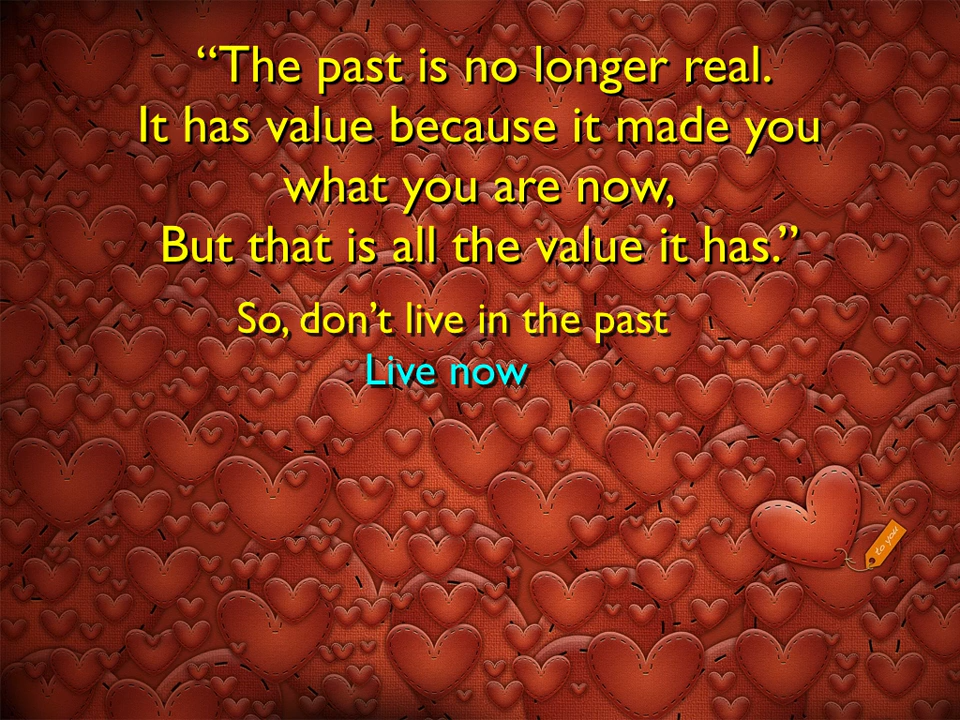 “The past is no longer real.
It has value because it made you
what you are now,
But that is all the value it has.”
So, don’t live in the past
Live now
to you